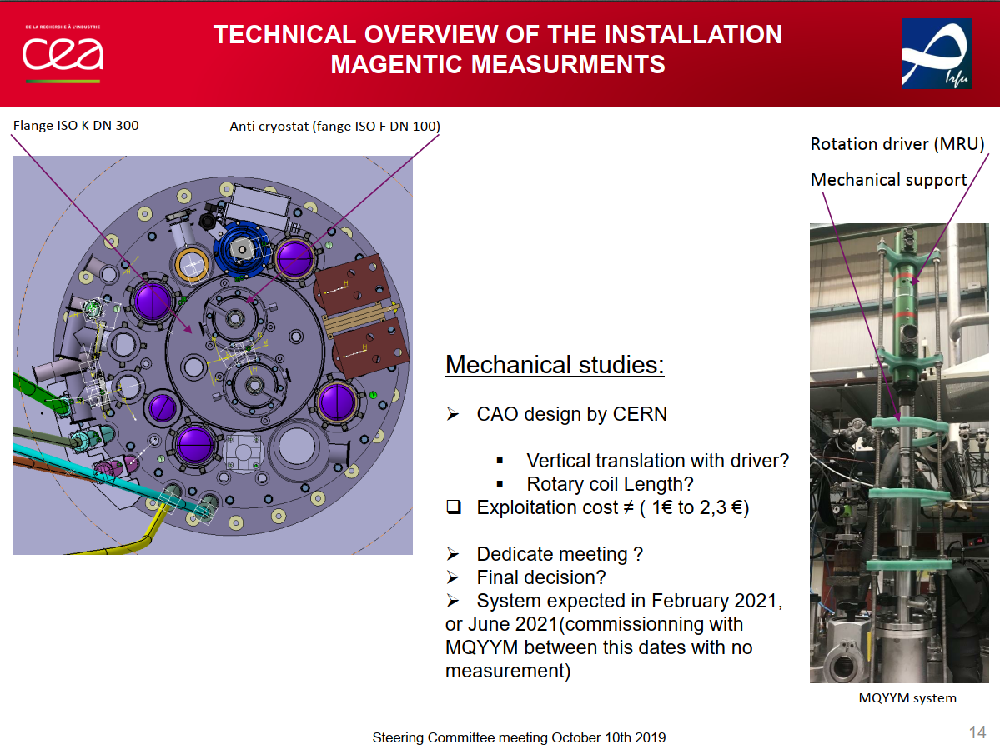 DE LA RECHERCHE À L'INDUSTRIE
cea
TECHNICAL OVERVIEW OF THE INSTALLATION
MAGENTIC MEASURMENTS
Irfu
Flange ISO K DN 300
Anti cryostat (fange ISO F DN 100)
Rotation driver (MRU)
Mechanical support
Mechanical studies:
➢ CAO design by CERN
▪ Vertical translation with driver?
▪ Rotary coil Length?
❑ Exploitation cost ≠ ( 1€ to 2,3 €)
➢ Dedicate meeting ?
➢ Final decision?
➢ System expected in February 2021,
or June 2021(commissionning with
MQYYM between this dates with no
measurement)
MQYYM system
Steering Committee meeting October 10th 2019
14